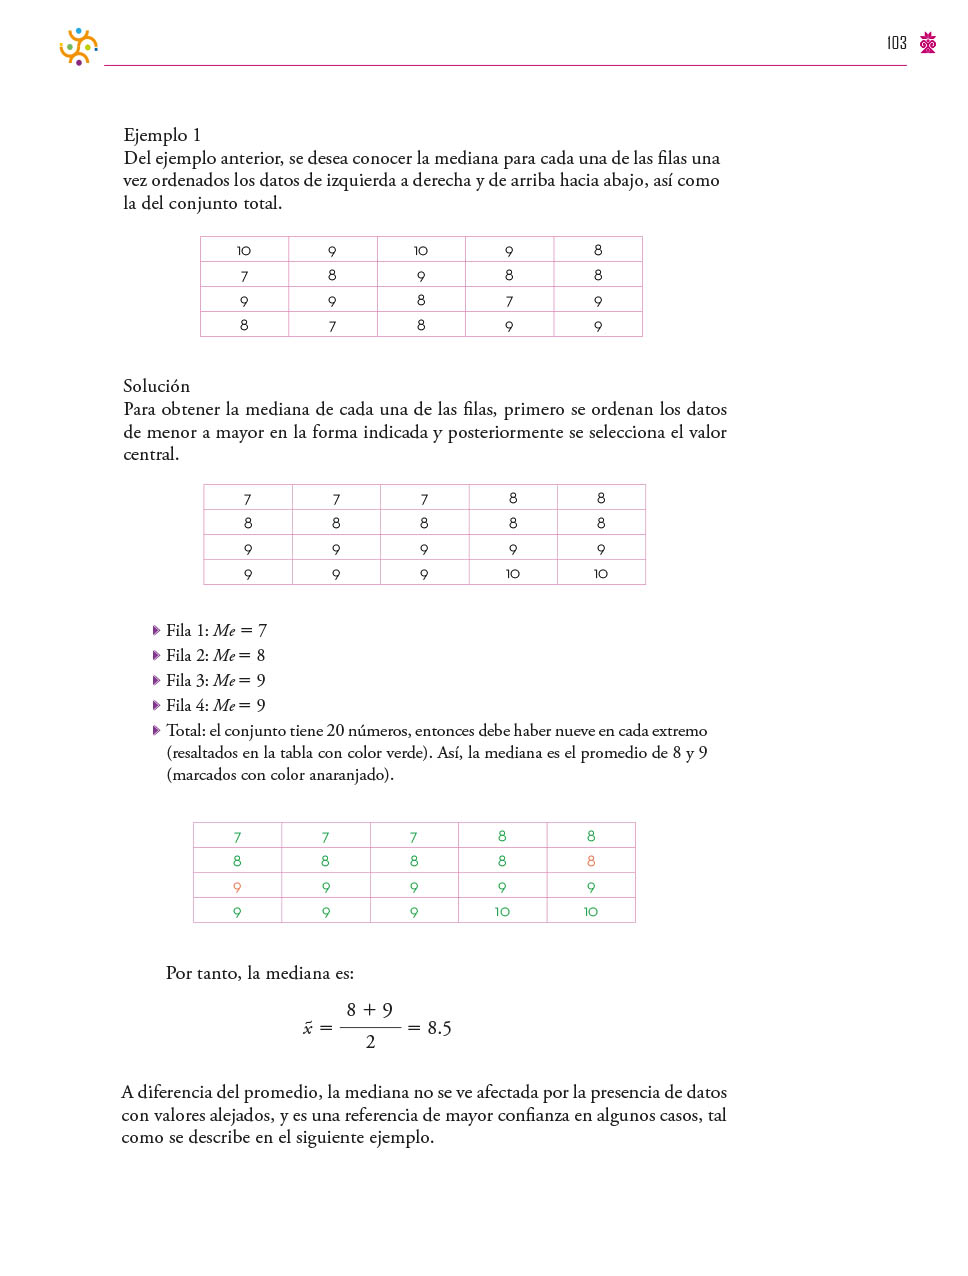 103
Ejemplo 1
Del ejemplo anterior, se desea conocer la mediana para cada una de las filas una
vez ordenados los datos de izquierda a derecha y de arriba hacia abajo, así como
la del conjunto total.
10 9 10 9 8
7 8 9 8 8
9 9 8 7 9
8 7 8 9 9
Solución
Para obtener la mediana de cada una de las filas, primero se ordenan los datos
de menor a mayor en la forma indicada y posteriormente se selecciona el valor
central.
7 7 7 8 8
8 8 8 8 8
9 9 9 9 9
9 9 9 10 10
Fila 1: Me = 7
Fila 2: Me = 8
Fila 3: Me = 9
Fila 4: Me = 9
Total: el conjunto tiene 20 números, entonces debe haber nueve en cada extremo
(resaltados en la tabla con color verde). Así, la mediana es el promedio de 8 y 9
(marcados con color anaranjado).
7 7 7 8 8
8 8 8 8 8
9 9 9 9 9
9 9 9 10 10
Por tanto, la mediana es:
8 + 9
x̃ = = 8.5
2
A diferencia del promedio, la mediana no se ve afectada por la presencia de datos
con valores alejados, y es una referencia de mayor confianza en algunos casos, tal
como se describe en el siguiente ejemplo.